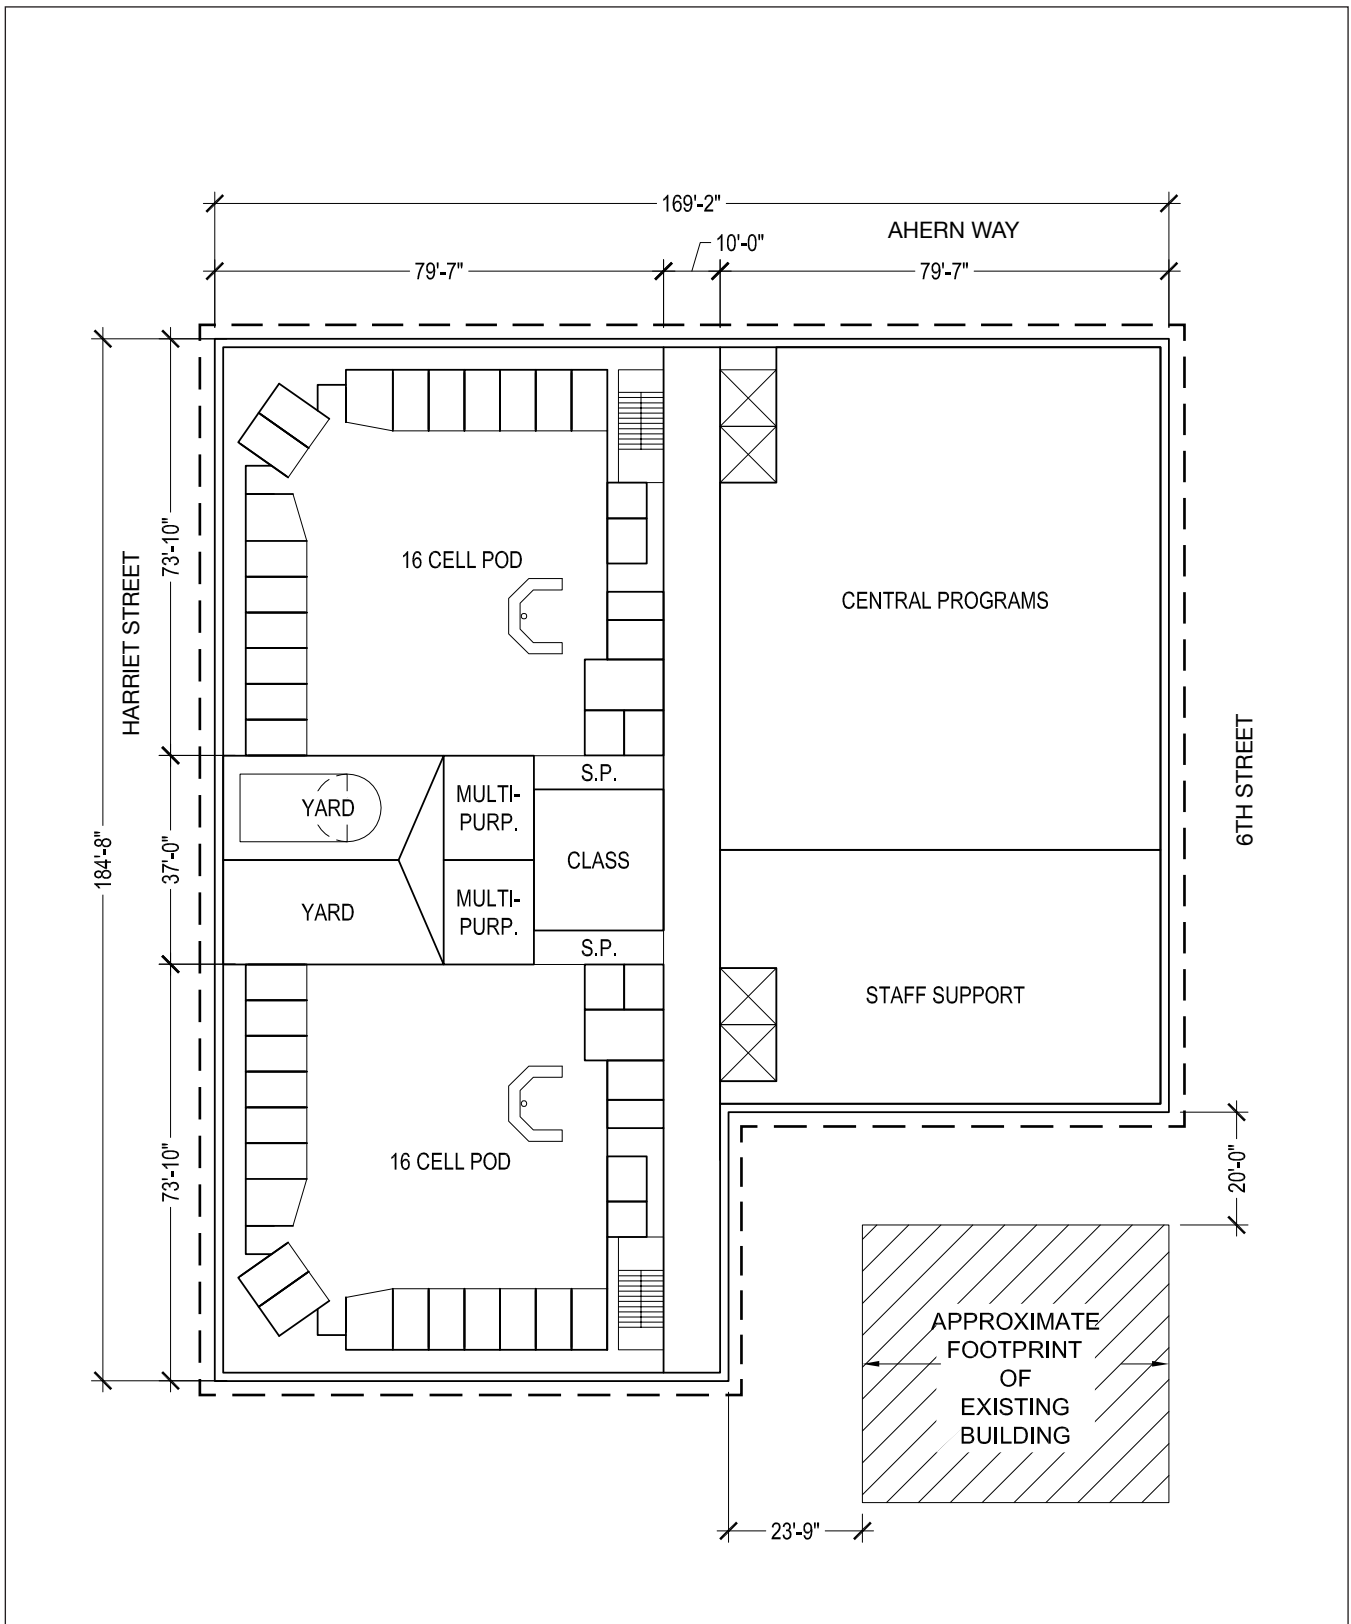 169'-2"
AHERN WAY
10'-0"
79'-7"
79'-7"
HARRIET STREET
73'-10"
16 CELL POD
CENTRAL PROGRAMS
6TH STREET
184'-8"
37'-0"
S.P.
YARD
MULTI-
PURP.
CLASS
YARD
MULTI-
PURP.
S.P.
STAFF SUPPORT
73'-10"
16 CELL POD
20'-0"
APPROXIMATE
FOOTPRINT
OF
EXISTING
BUILDING
23'-9"